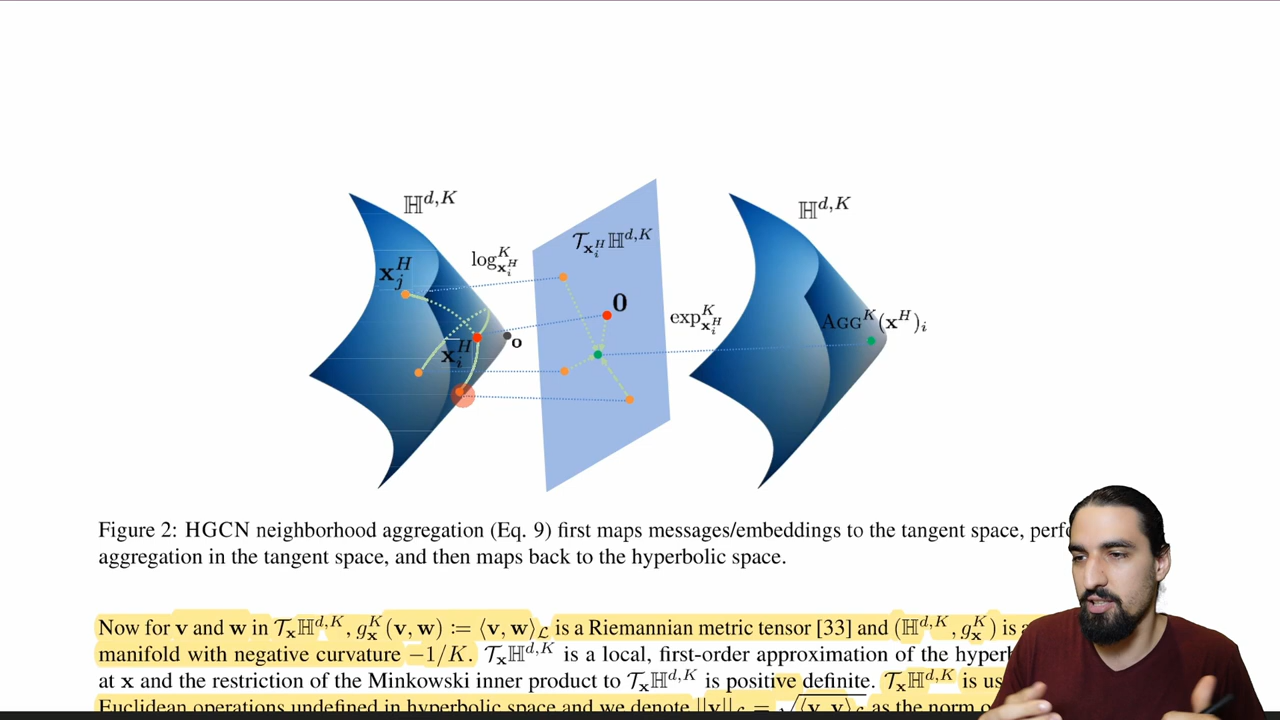 ℍ^{d,K}
ℍ^{d,K}
𝒯_{𝐱_i^H}ℍ^{d,K}
log^K_{𝐱_i^H}
𝐱_j^H
𝟎
exp^K_{𝐱_i^H}
AGG^K(𝐱^H)_i
𝐨
𝐱_i^H
Figure 2: HGCN neighborhood aggregation (Eq. 9) first maps messages/embeddings to the tangent space,
aggregation in the tangent space, and then maps back to the hyperbolic space.
Now for 𝐯 and 𝐰 in 𝒯_𝐱ℍ^{d,K}, g_𝐱^K(𝐯, 𝐰) := ⟨𝐯, 𝐰⟩_ℒ is a Riemannian metric tensor [33] and (ℍ^{d,K}, g_𝐱^K) is
manifold with negative curvature −1/K. 𝒯_𝐱ℍ^{d,K} is a local, first-order approximation of the
at 𝐱 and the restriction of the Minkowski inner product to 𝒯_𝐱ℍ^{d,K} is positive definite. 𝒯_𝐱ℍ^{d,K} is
Euclidean operations undefined in hyperbolic space and we denote ||𝐯||_ℒ = √⟨𝐯, 𝐯⟩_ℒ as the norm